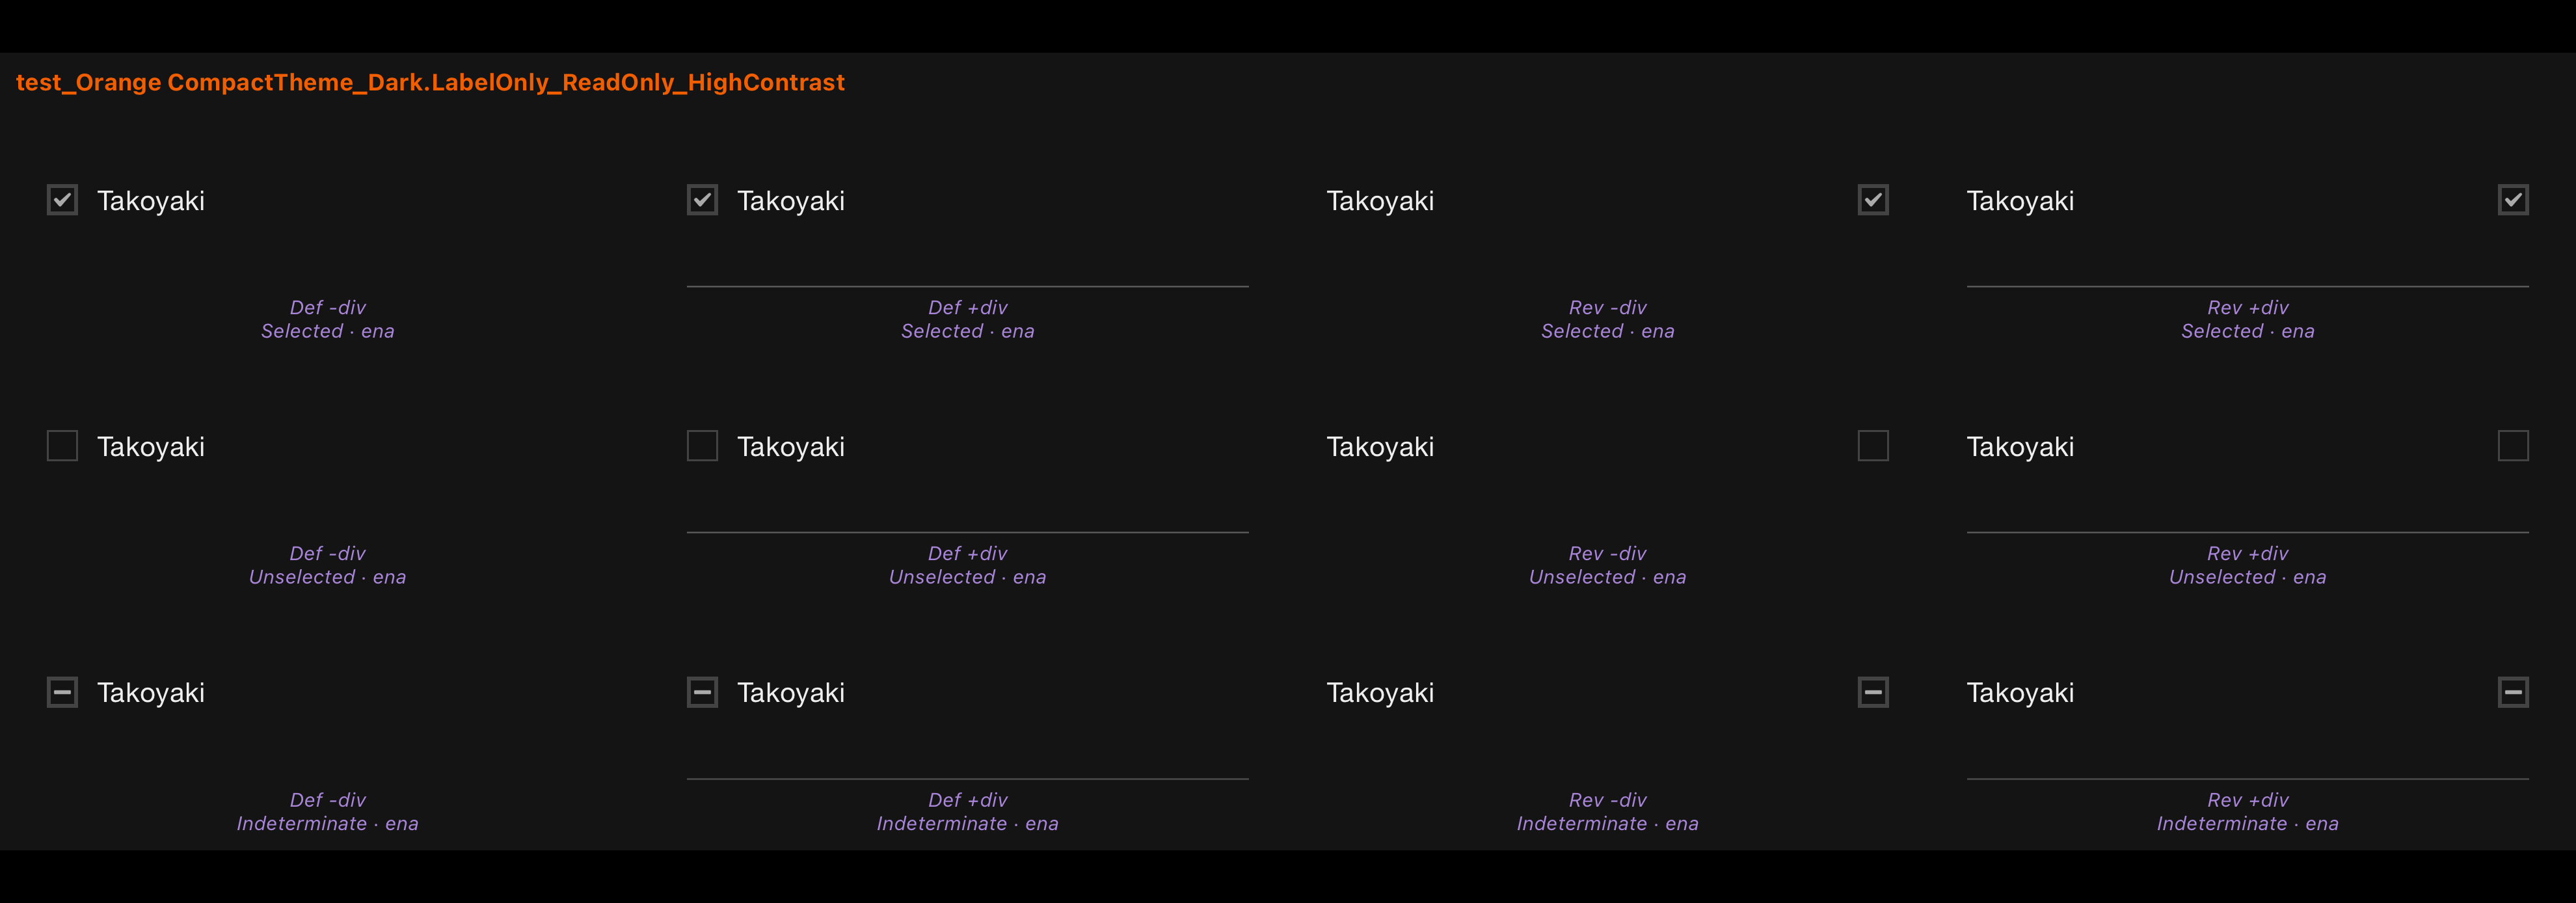 test_Orange CompactTheme_Dark.LabelOnly_ReadOnly_HighContrast
Takoyaki
Takoyaki
Takoyaki
Takoyaki
Def -div
Selected · ena
Def +div
Selected · ena
Rev -div
Selected · ena
Rev +div
Selected · ena
Takoyaki
Takoyaki
Takoyaki
Takoyaki
Def -div
Unselected · ena
Def +div
Unselected · ena
Rev -div
Unselected · ena
Rev +div
Unselected · ena
Takoyaki
Takoyaki
Takoyaki
Takoyaki
Def -div
Indeterminate · ena
Def +div
Indeterminate · ena
Rev -div
Indeterminate · ena
Rev +div
Indeterminate · ena